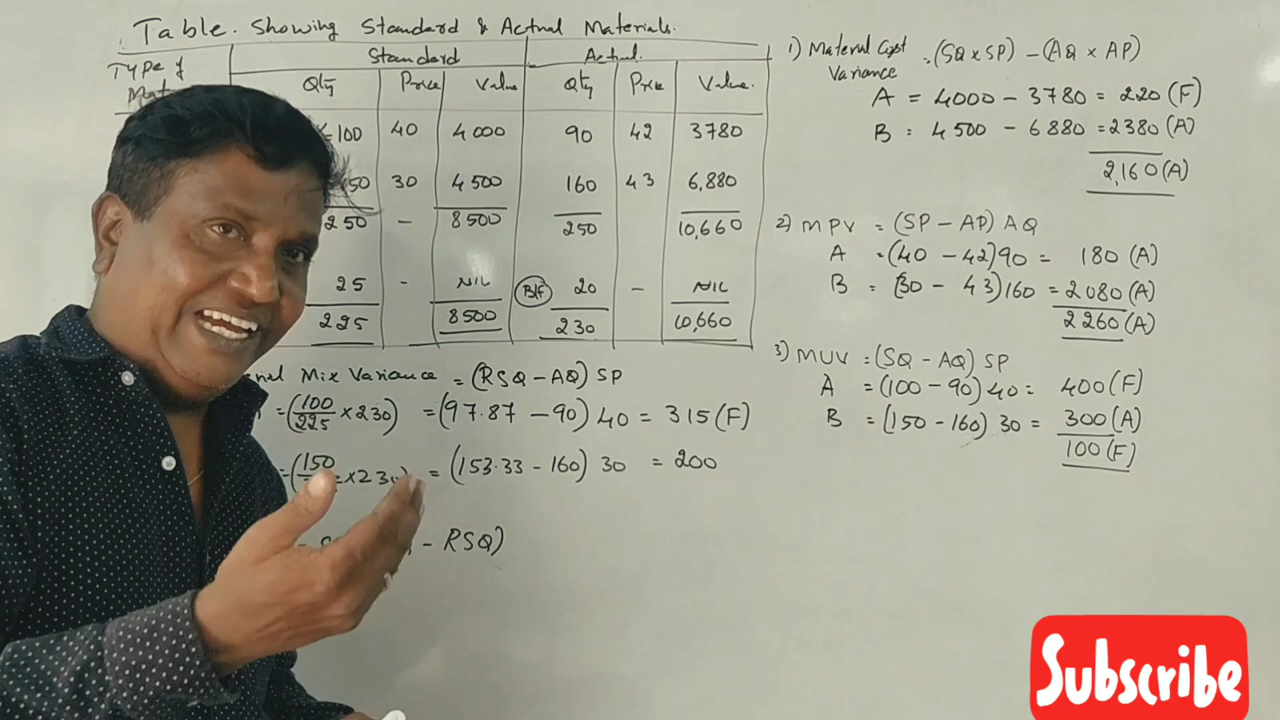 Table. Showing Standard & Actual Materials.
Type of Standard Actual.
Mat Qty Price Value Qty Price Value.
100 40 4000 90 42 3780
50 30 4500 160 43 6,880
250 - 8500 250 10,660
25 - NIL B/F 20 - NIL
225 8500 230 10,660
Mix Variance = (RSQ - AQ) SP
= (100/225 × 230) = (97.87 - 90) 40 = 315 (F)
= (150 × 230) = (153.33 - 160) 30 = 200
- RSQ)
1) Material Cost Variance = (SQ × SP) - (AQ × AP)
A = 4000 - 3780 = 220 (F)
B = 4500 - 6880 = 2380 (A)
2,160 (A)
2) MPV = (SP - AP) AQ
A = (40 - 42) 90 = 180 (A)
B = (30 - 43) 160 = 2080 (A)
2260 (A)
3) MUV = (SQ - AQ) SP
A = (100 - 90) 40 = 400 (F)
B = (150 - 160) 30 = 300 (A)
100 (F)
Subscribe